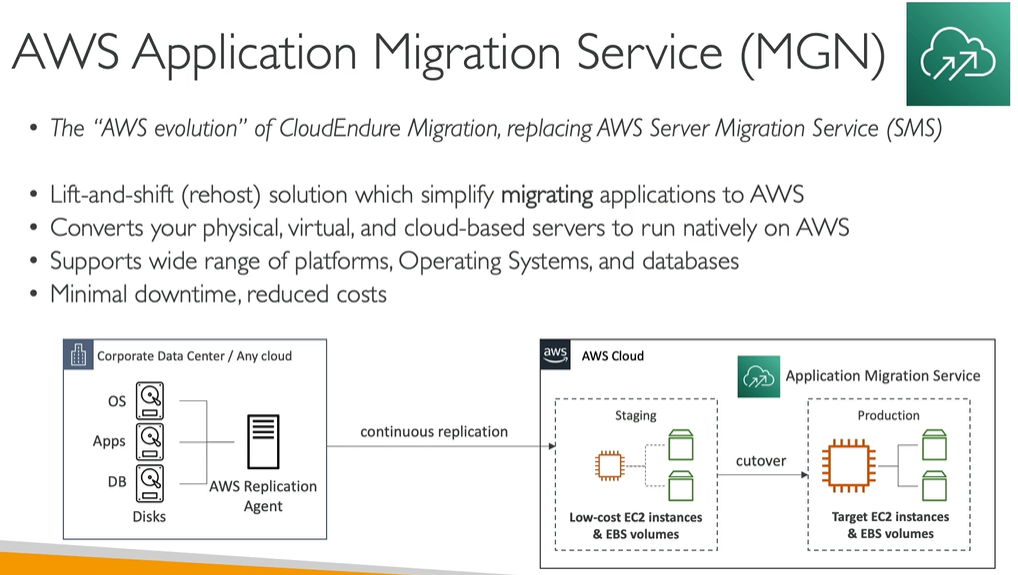 AWS Application Migration Service (MGN)
• The “AWS evolution” of CloudEndure Migration, replacing AWS Server Migration Service (SMS)
• Lift-and-shift (rehost) solution which simplify migrating applications to AWS
• Converts your physical, virtual, and cloud-based servers to run natively on AWS
• Supports wide range of platforms, Operating Systems, and databases
• Minimal downtime, reduced costs
Corporate Data Center / Any cloud
OS
Apps
DB
Disks
AWS Replication
Agent
continuous replication
aws
AWS Cloud
Application Migration Service
Staging
Low-cost EC2 instances
& EBS volumes
cutover
Production
Target EC2 instances
& EBS volumes